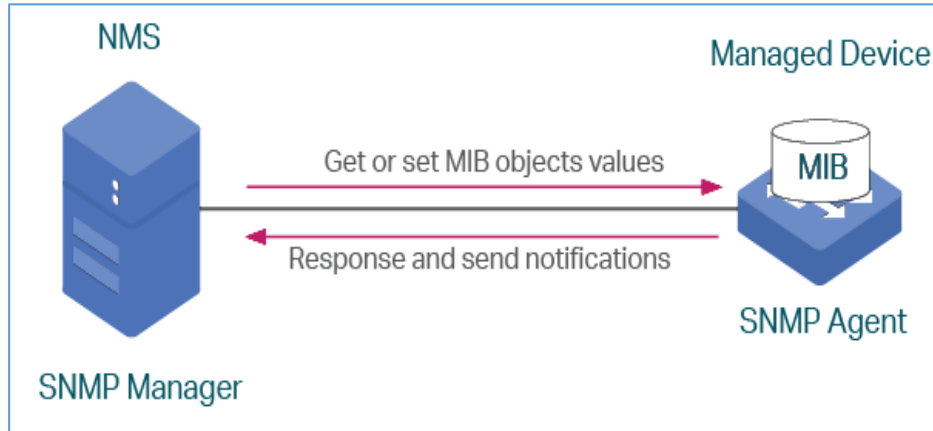 NMS
Managed Device
Get or set MIB objects values
MIB
Response and send notifications
SNMP Agent
SNMP Manager